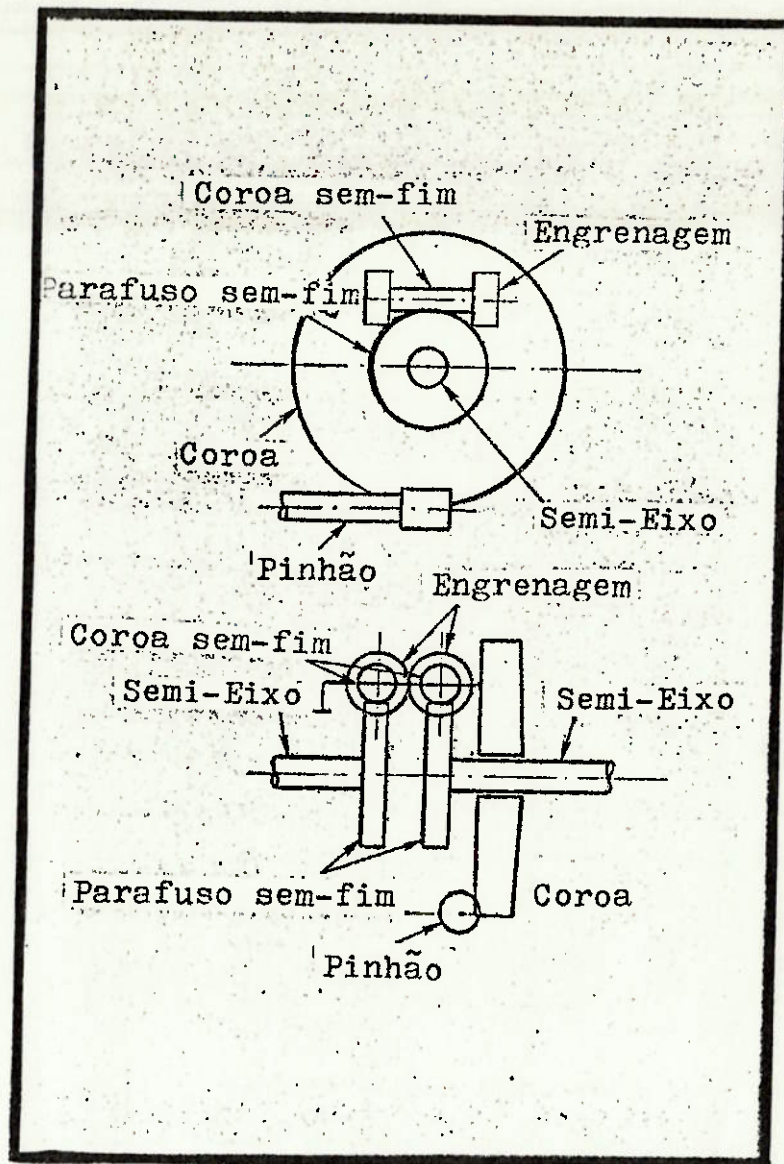 Coroa sem-fim
Engrenagem
Parafuso sem-fim
Coroa
Semi-Eixo
Pinhão
Engrenagem
Coroa sem-fim
Semi-Eixo
Semi-Eixo
Parafuso sem-fim
Coroa
Pinhão